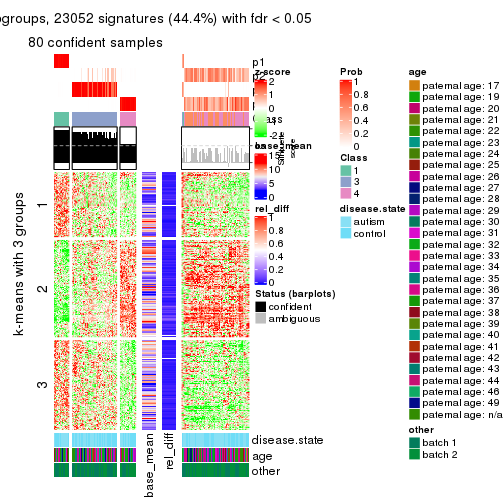 ogroups, 23052 signatures (44.4%) with fdr < 0.05
80 confident samples
p1
p2
k-means with 3 groups
1
2
3
z-score
2
1
0
-2
base_mean
15
5
0
rel_diff
1
0.8
0.6
0.4
0.2
0
Status (barplots)
confident
ambiguous
Silhouette
score
Prob
1
0.8
0.6
0.4
0.2
0
Class
1
3
4
disease.state
autism
control
age
paternal age: 17
paternal age: 19
paternal age: 20
paternal age: 21
paternal age: 22
paternal age: 23
paternal age: 24
paternal age: 25
paternal age: 26
paternal age: 27
paternal age: 28
paternal age: 29
paternal age: 30
paternal age: 31
paternal age: 32
paternal age: 33
paternal age: 34
paternal age: 35
paternal age: 36
paternal age: 37
paternal age: 38
paternal age: 39
paternal age: 40
paternal age: 41
paternal age: 42
paternal age: 43
paternal age: 44
paternal age: 46
paternal age: 49
paternal age: n/a
other
batch 1
batch 2
disease.state
age
other
base_mean
rel_diff